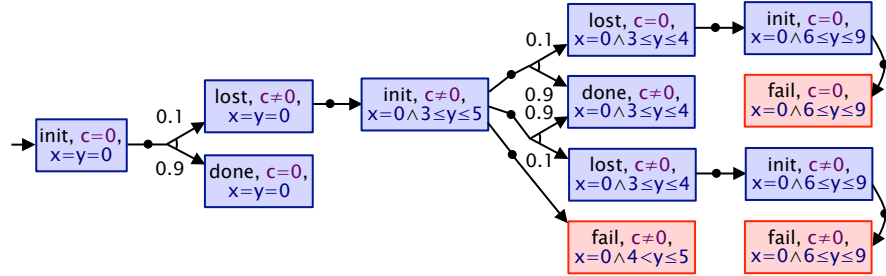 init, c=0,
x=y=0
0.1
0.9
lost, c≠0,
x=y=0
done, c=0,
x=y=0
init, c≠0,
x=0∧3≤y≤5
0.1
0.9
0.9
0.1
lost, c=0,
x=0∧3≤y≤4
done, c≠0,
x=0∧3≤y≤4
lost, c≠0,
x=0∧3≤y≤4
fail, c≠0,
x=0∧4<y≤5
init, c=0,
x=0∧6≤y≤9
fail, c=0,
x=0∧6≤y≤9
init, c≠0,
x=0∧6≤y≤9
fail, c≠0,
x=0∧6≤y≤9